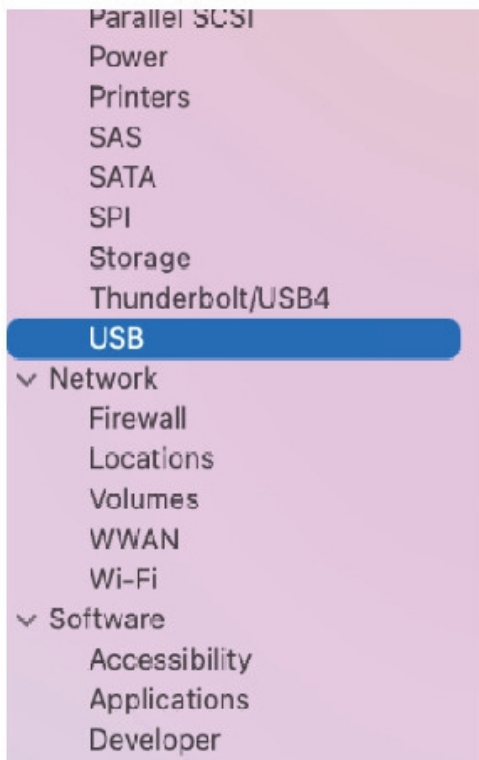 Parallel SCSI
Power
Printers
SAS
SATA
SPI
Storage
Thunderbolt/USB4
USB
Network
Firewall
Locations
Volumes
WWAN
Wi-Fi
Software
Accessibility
Applications
Developer